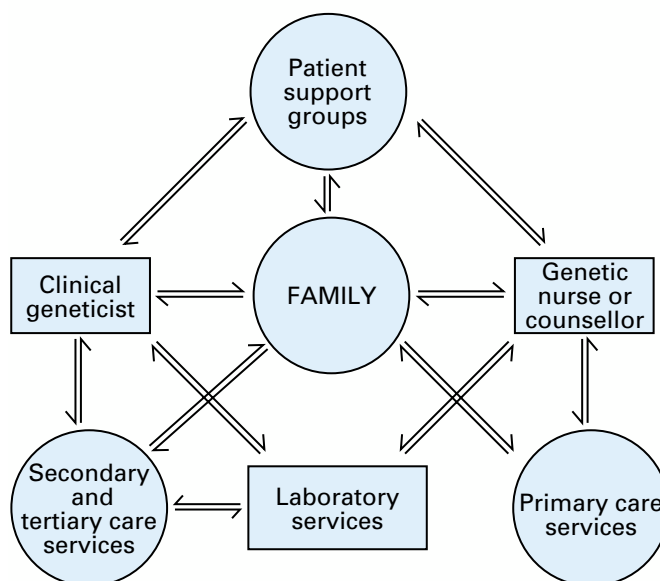 Patient
support
groups
Clinical
geneticist
FAMILY
Genetic
nurse or
counsellor
Secondary
and
tertiary care
services
Laboratory
services
Primary care
services